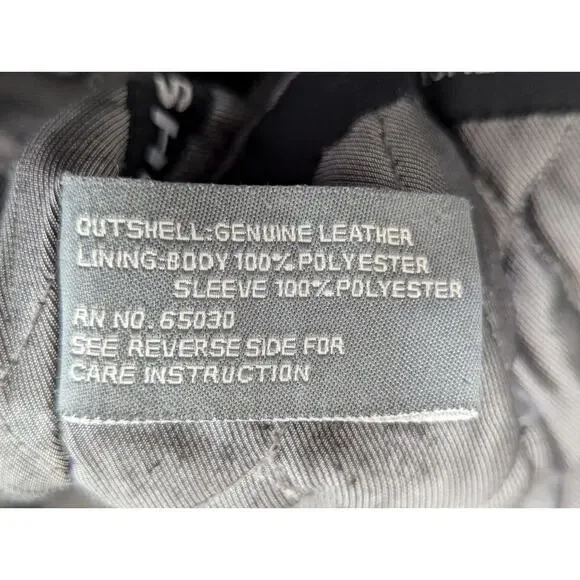 OUTSHELL:GENUINE LEATHER
LINING:BODY 100% POLYESTER
SLEEVE 100% POLYESTER
RN NO. 65030
SEE REVERSE SIDE FOR
CARE INSTRUCTION